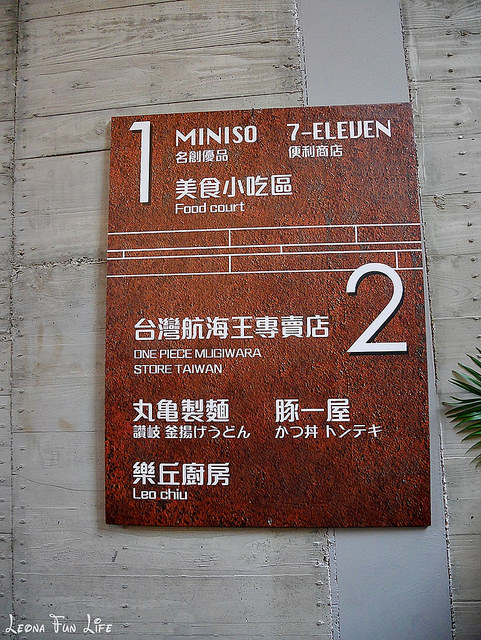 1
MINISO 7-ELEVEN
名創優品 便利商店
美食小吃區
Food court
2
台灣航海王專賣店
ONE PIECE MUGIWARA
STORE TAIWAN
丸亀製麵 豚一屋
讃岐 釜揚げうどん かつ丼 トンテキ
樂丘廚房
Leo chiu
LEONA FUN LIFE